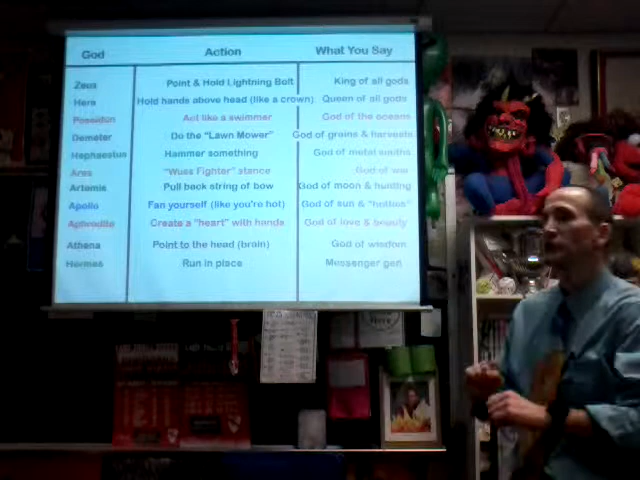 God Action What You Say
Zeus Point & Hold Lightning Bolt King of all gods
Hera Hold hands above head (like a crown) Queen of all gods
Poseidon Act like a swimmer God of the oceans
Demeter Do the "Lawn Mower" God of grains & harvests
Hephaestus Hammer something God of metal smiths
Ares "Wuss Fighter" stance God of war
Artemis Pull back string of bow God of moon & hunting
Apollo Fan yourself (like you're hot) God of sun & "hotties"
Aphrodite Create a "heart" with hands God of love & beauty
Athena Point to the head (brain) God of wisdom
Hermes Run in place Messenger god